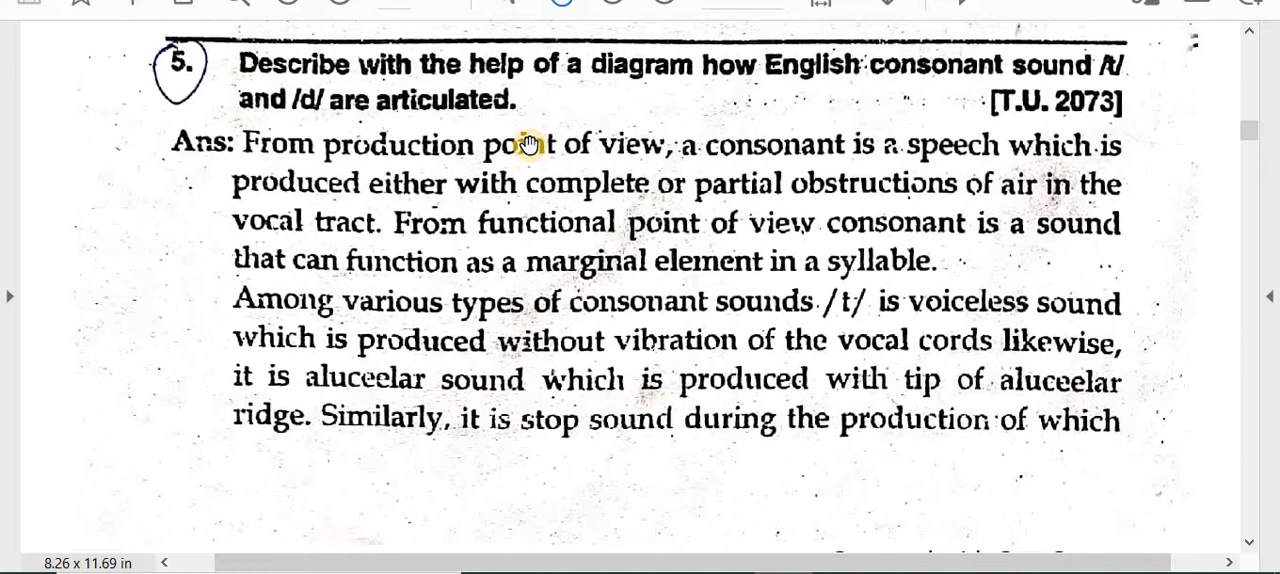 5. Describe with the help of a diagram how English consonant sound /t/
and /d/ are articulated. [T.U. 2073]
Ans: From production point of view, a consonant is a speech which is
produced either with complete or partial obstructions of air in the
vocal tract. From functional point of view consonant is a sound
that can function as a marginal element in a syllable.
Among various types of consonant sounds /t/ is voiceless sound
which is produced without vibration of the vocal cords likewise,
it is aluceelar sound which is produced with tip of aluceelar
ridge. Similarly, it is stop sound during the production of which
8.26 x 11.69 in